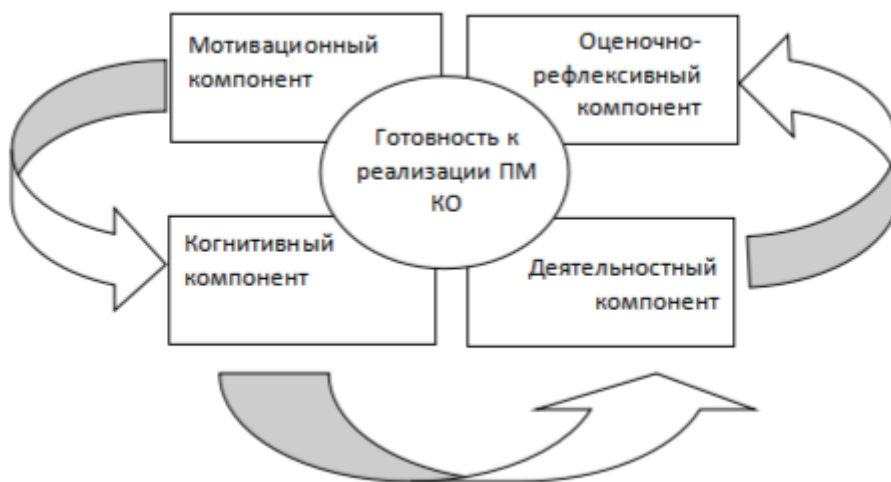 Мотивационный
компонент
Оценочно-
рефлексивный
компонент
Готовность к
реализации ПМ
КО
Когнитивный
компонент
Деятельностный
компонент